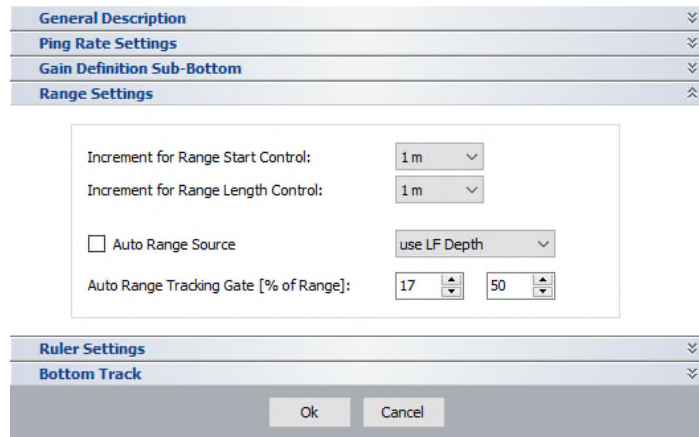 General Description
Ping Rate Settings
Gain Definition Sub-Bottom
Range Settings
Increment for Range Start Control: 1 m
Increment for Range Length Control: 1 m
Auto Range Source use LF Depth
Auto Range Tracking Gate [% of Range]: 17 50
Ruler Settings
Bottom Track
Ok Cancel